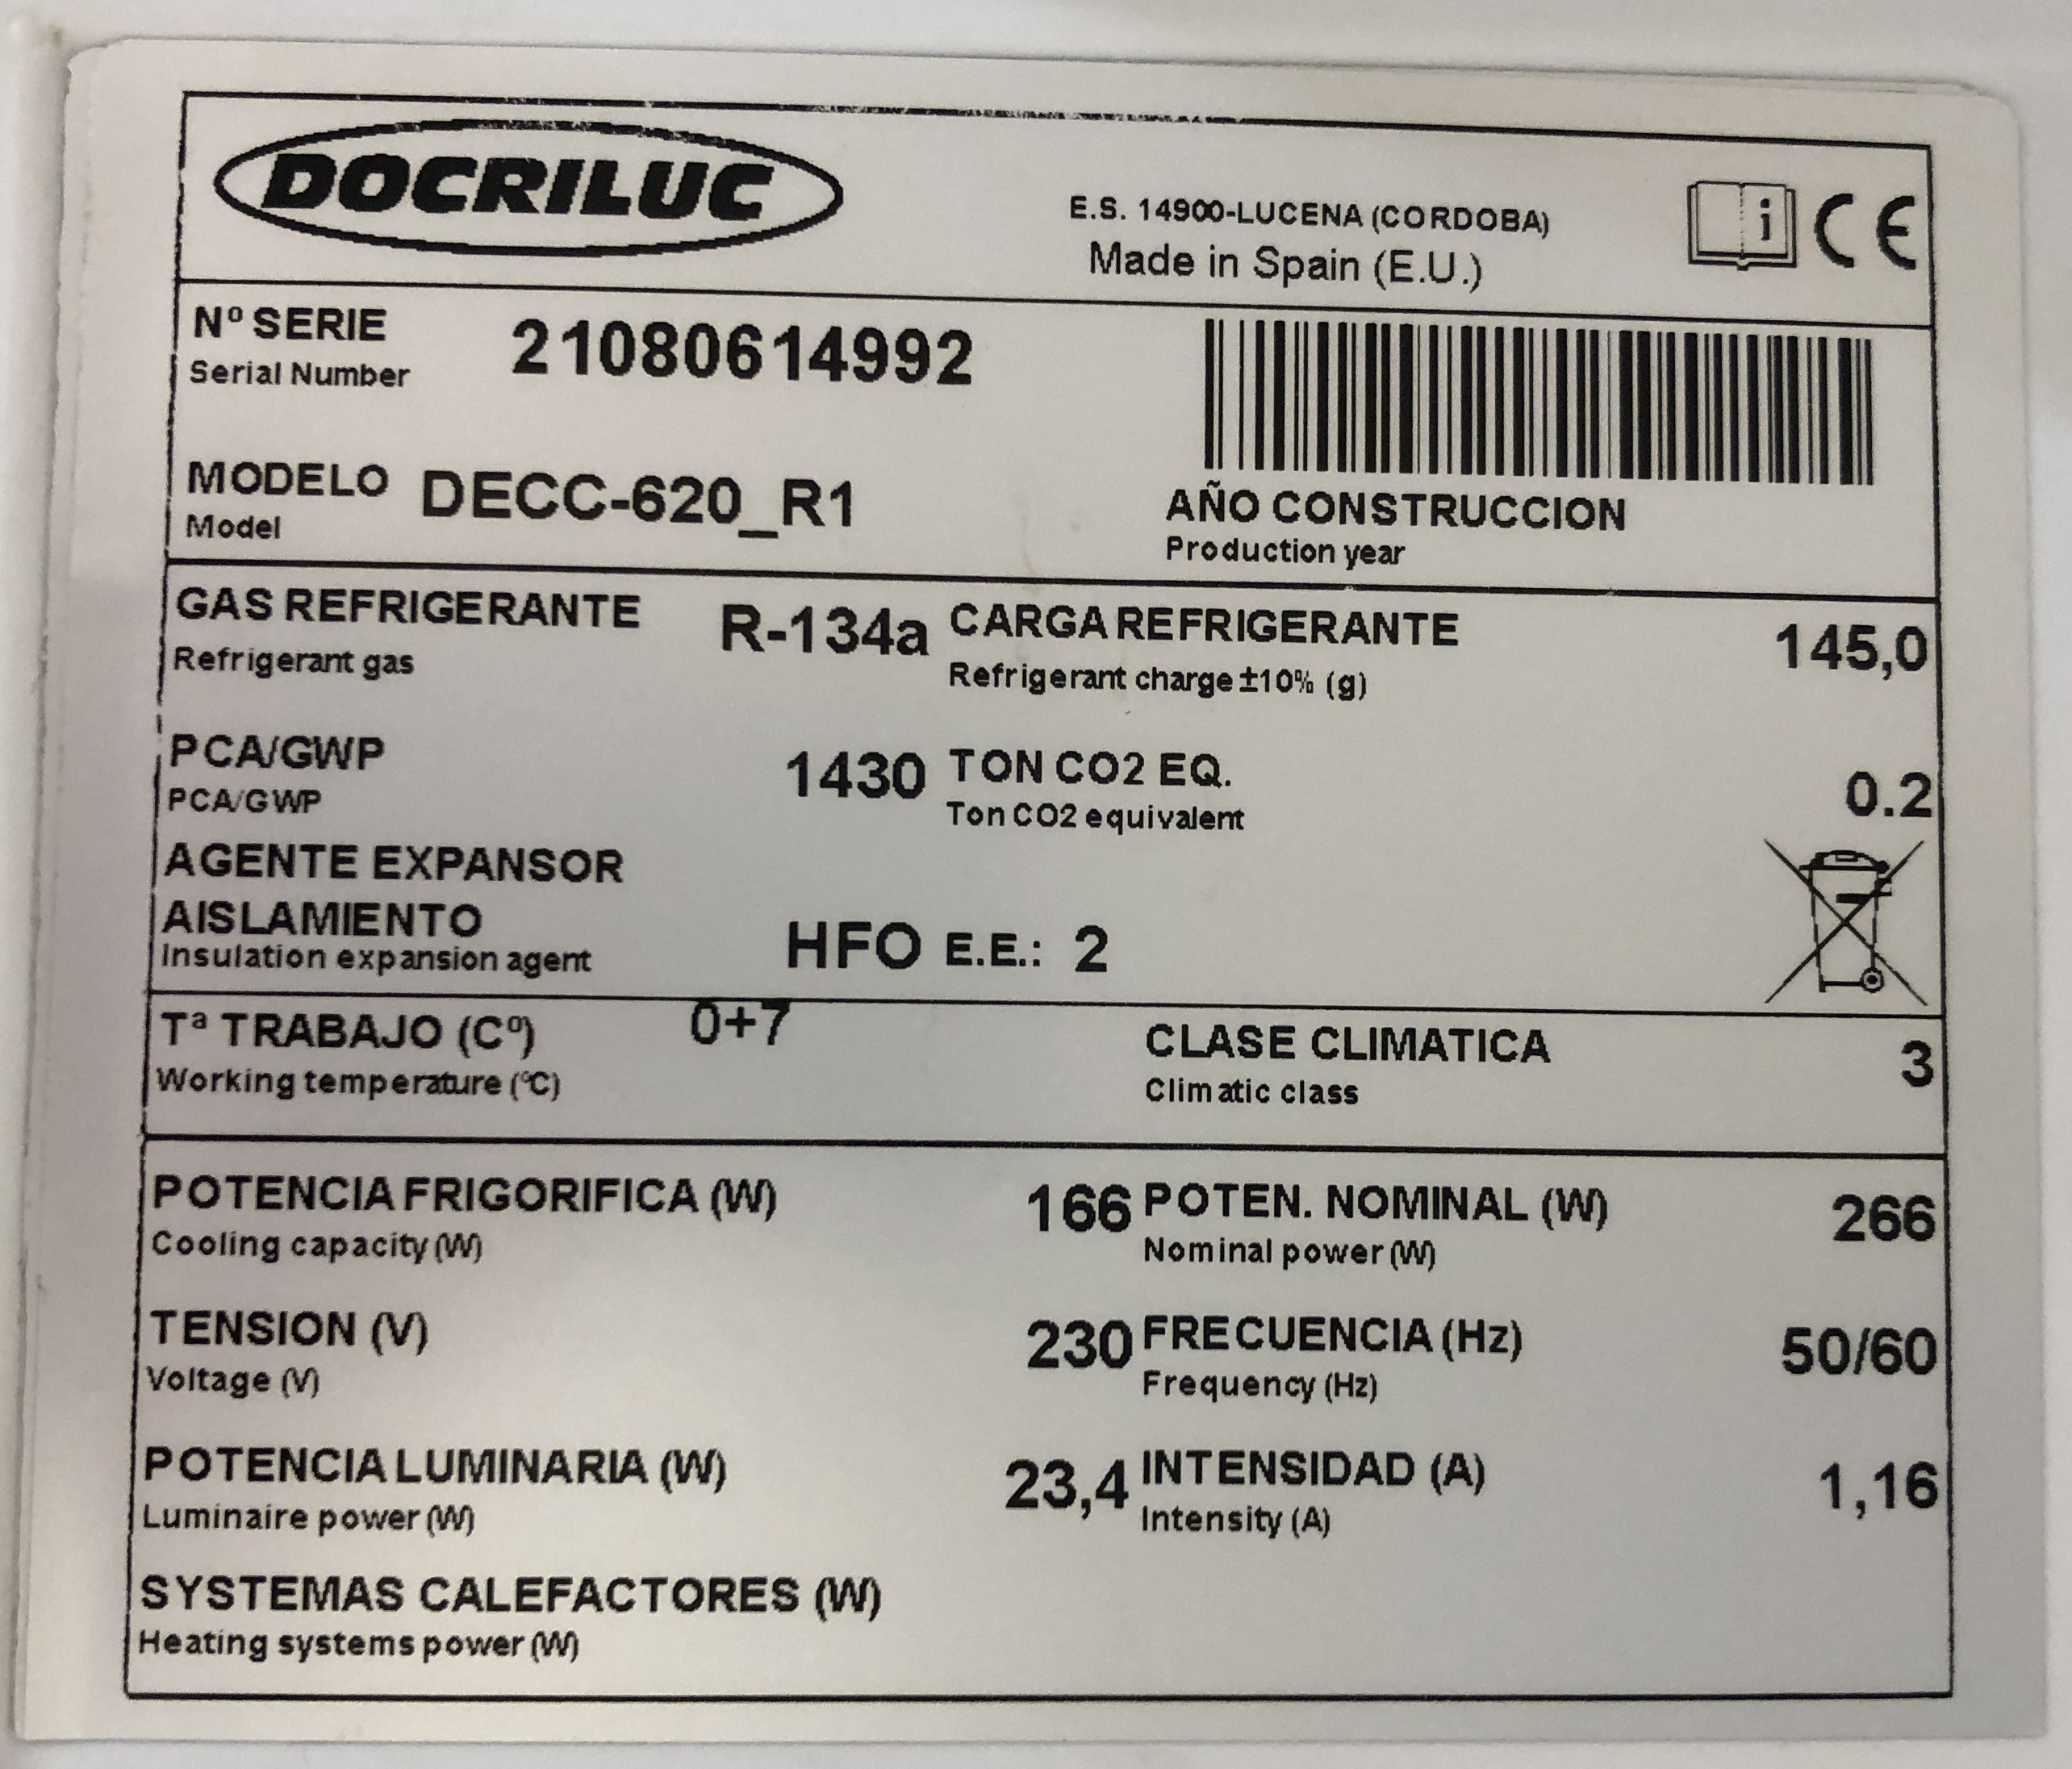 DOCRILUC
E.S. 14900-LUCENA (CORDOBA)
Made in Spain (E.U.)
i CE
Nº SERIE 21080614992
Serial Number
MODELO DECC-620_R1
Model
AÑO CONSTRUCCION
Production year
GAS REFRIGERANTE R-134a CARGA REFRIGERANTE 145,0
Refrigerant gas Refrigerant charge ±10% (g)
PCA/GWP 1430 TON CO2 EQ. 0.2
PCA/GWP Ton CO2 equivalent
AGENTE EXPANSOR
AISLAMIENTO HFO E.E.: 2
Insulation expansion agent
Tª TRABAJO (Cº) 0+7 CLASE CLIMATICA 3
Working temperature (ºC) Climatic class
POTENCIA FRIGORIFICA (W) 166 POTEN. NOMINAL (W) 266
Cooling capacity (W) Nominal power (W)
TENSION (V) 230 FRECUENCIA (Hz) 50/60
Voltage (V) Frequency (Hz)
POTENCIA LUMINARIA (W) 23,4 INTENSIDAD (A) 1,16
Luminaire power (W) Intensity (A)
SYSTEMAS CALEFACTORES (W)
Heating systems power (W)